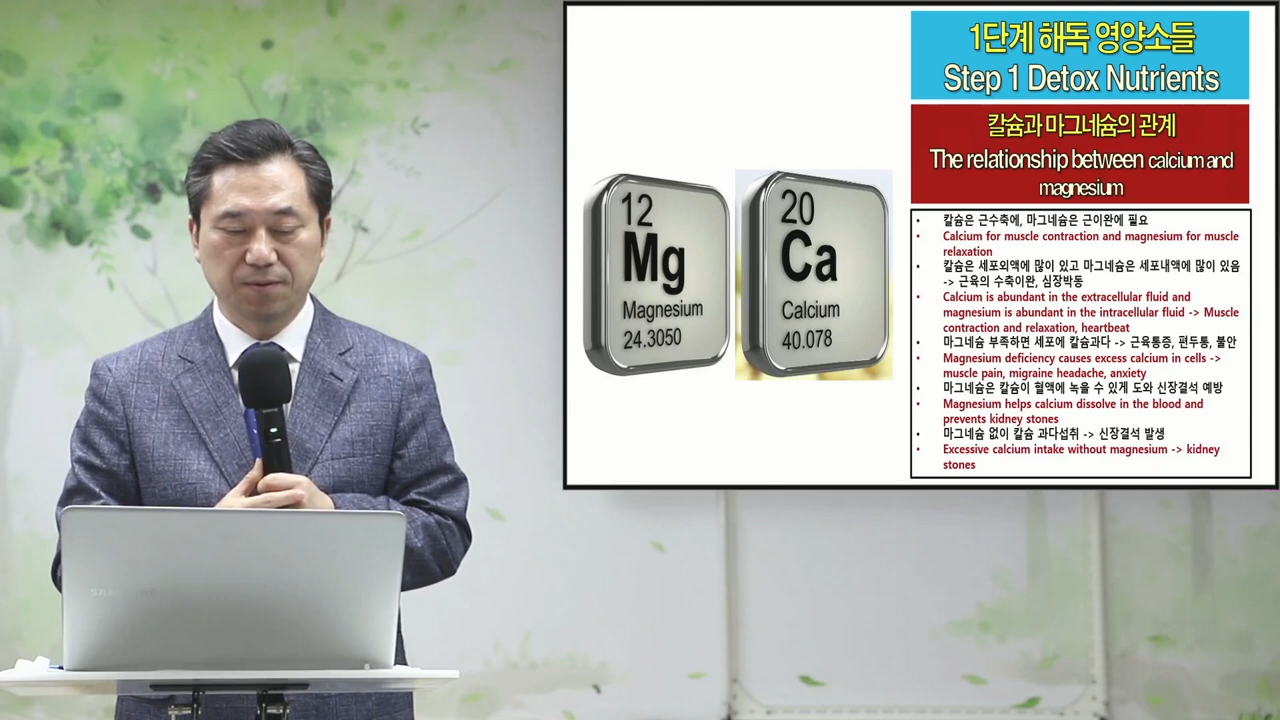 1단계 해독 영양소들
Step 1 Detox Nutrients
칼슘과 마그네슘의 관계
The relationship between calcium and
magnesium
12
Mg
Magnesium
24.3050
20
Ca
Calcium
40.078
• 칼슘은 근수축에, 마그네슘은 근이완에 필요
• Calcium for muscle contraction and magnesium for muscle
relaxation
• 칼슘은 세포외액에 많이 있고 마그네슘은 세포내액에 많이 있음
-> 근육의 수축이완, 심장박동
• Calcium is abundant in the extracellular fluid and
magnesium is abundant in the intracellular fluid -> Muscle
contraction and relaxation, heartbeat
• 마그네슘 부족하면 세포에 칼슘과다 -> 근육통증, 편두통, 불안
• Magnesium deficiency causes excess calcium in cells ->
muscle pain, migraine headache, anxiety
• 마그네슘은 칼슘이 혈액에 녹을 수 있게 도와 신장결석 예방
• Magnesium helps calcium dissolve in the blood and
prevents kidney stones
• 마그네슘 없이 칼슘 과다섭취 -> 신장결석 발생
• Excessive calcium intake without magnesium -> kidney
stones